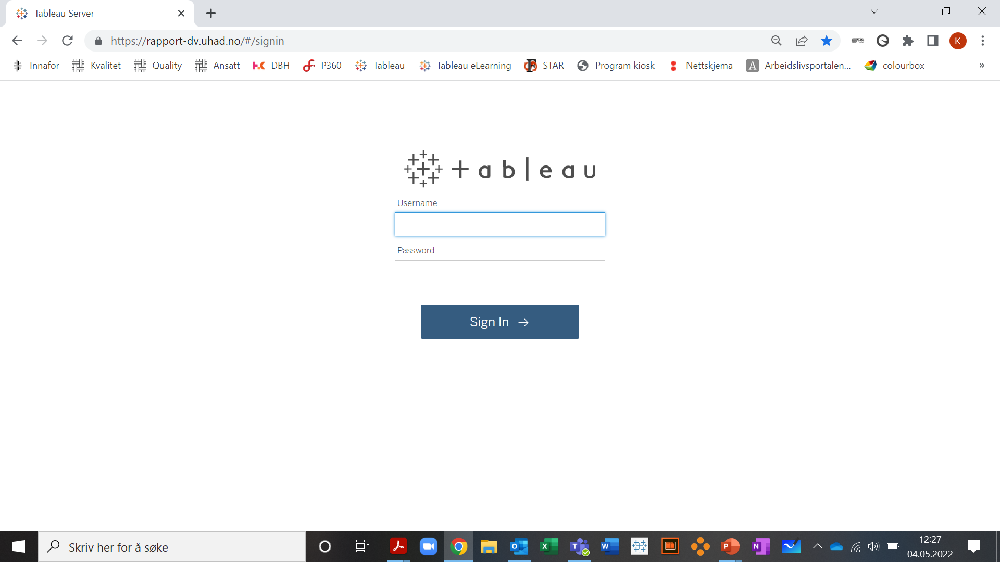 Tableau Server
https://rapport-dv.uhad.no/#/signin
K
Innafor Kvalitet Quality Ansatt DBH P360 Tableau Tableau eLearning STAR Program kiosk Nettskjema Arbeidslivsportalen... colourbox »
tableau
Username
Password
Sign In →
Skriv her for å søke
12:27
04.05.2022